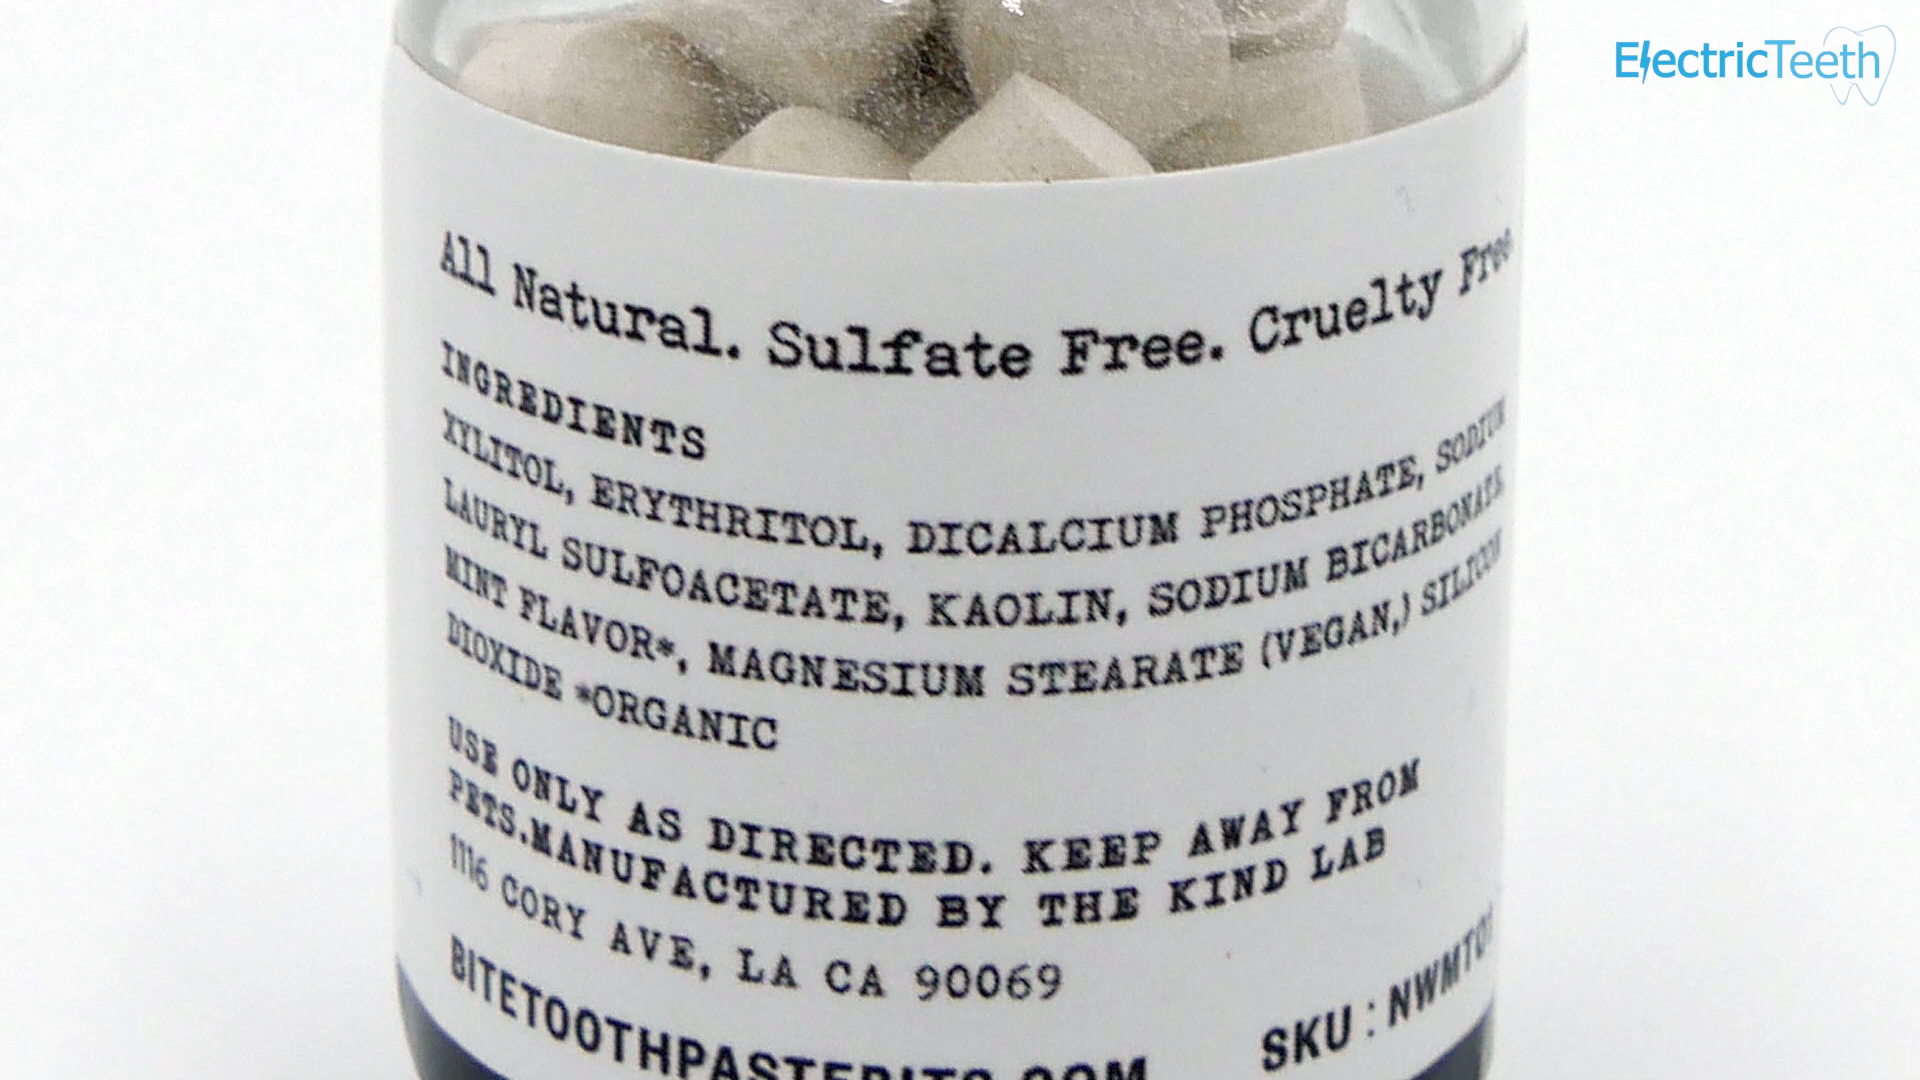 ElectricTeeth
All Natural. Sulfate Free. Cruelty Free.
INGREDIENTS
XYLITOL, ERYTHRITOL, DICALCIUM PHOSPHATE, SODIUM
LAURYL SULFOACETATE, KAOLIN, SODIUM BICARBONATE,
MINT FLAVOR*, MAGNESIUM STEARATE (VEGAN,) SILICON
DIOXIDE *ORGANIC
USE ONLY AS DIRECTED. KEEP AWAY FROM
PETS.MANUFACTURED BY THE KIND LAB
1116 CORY AVE, LA CA 90069
BITETOOTHPASTEBITS.COM
SKU :